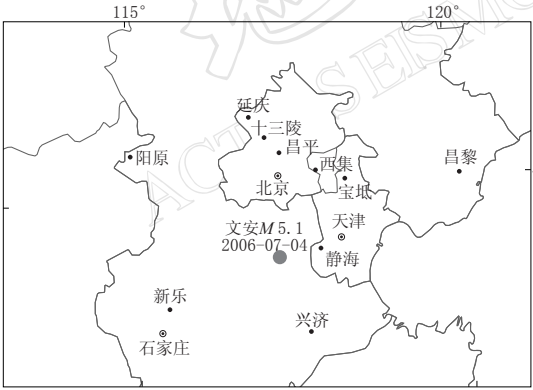 115° 120°
延庆
十三陵
昌平
阳原
西集
昌黎
北京
宝坻
天津
文安M 5.1
2006-07-04
静海
新乐
兴济
石家庄
ACTA SEISMO